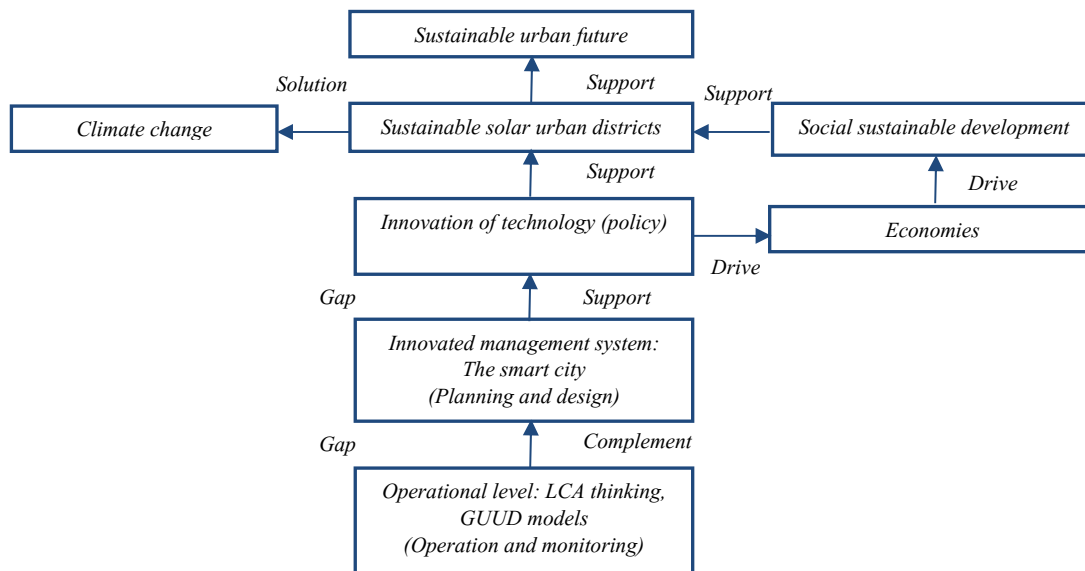 Sustainable urban future
Solution
Support
Support
Climate change
Sustainable solar urban districts
Social sustainable development
Support
Drive
Innovation of technology (policy)
Economies
Drive
Gap
Support
Innovated management system:
The smart city
(Planning and design)
Gap
Complement
Operational level: LCA thinking,
GUUD models
(Operation and monitoring)